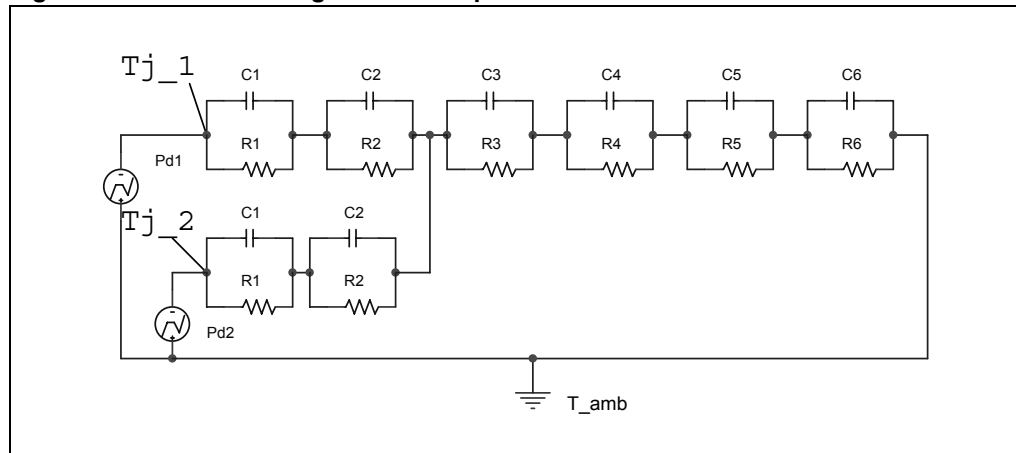 Tj_1
C1 C2 C3 C4 C5 C6
R1 R2 R3 R4 R5 R6
Pd1
Tj_2
C1 C2
R1 R2
Pd2
T_amb